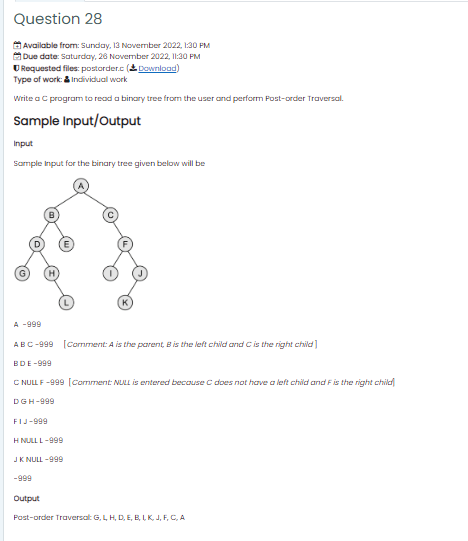 Question 28
Available from: Sunday, 13 November 2022, 1:30 PM
Due date: Saturday, 26 November 2022, 11:30 PM
Requested files: postorder.c (Download)
Type of work: Individual work
Write a C program to read a binary tree from the user and perform Post-order Traversal.
Sample Input/Output
Input
Sample Input for the binary tree given below will be
A
B C
D E F
G H I J
L K
A -999
A B C -999 [Comment: A is the parent, B is the left child and C is the right child ]
B D E -999
C NULL F -999 [Comment: NULL is entered because C does not have a left child and F is the right child]
D G H -999
F I J -999
H NULL L -999
J K NULL -999
-999
Output
Post-order Traversal: G, L, H, D, E, B, I, K, J, F, C, A